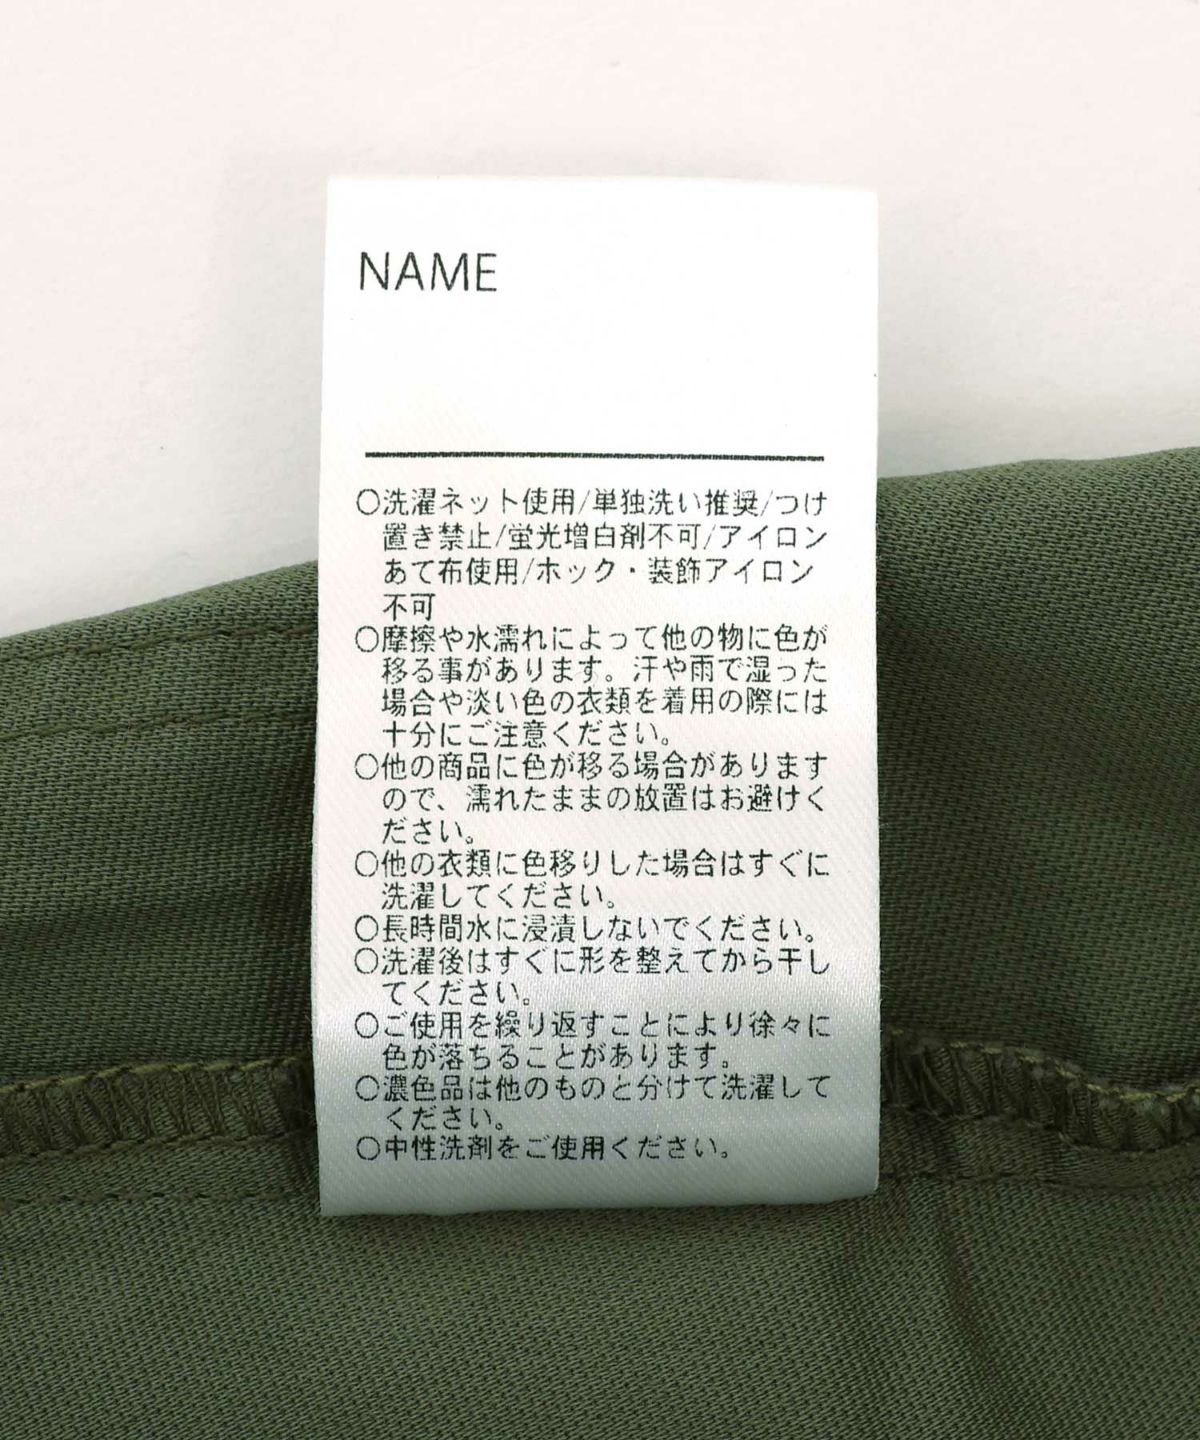 NAME
○洗濯ネット使用/単独洗い推奨/つけ
置き禁止/蛍光増白剤不可/アイロン
あて布使用/ホック・装飾アイロン
不可
○摩擦や水濡れによって他の物に色が
移る事があります。汗や雨で湿った
場合や淡い色の衣類を着用の際には
十分にご注意ください。
○他の商品に色が移る場合があります
ので、濡れたままの放置はお避けく
ださい。
○他の衣類に色移りした場合はすぐに
洗濯してください。
○長時間水に浸漬しないでください。
○洗濯後はすぐに形を整えてから干し
てください。
○ご使用を繰り返すことにより徐々に
色が落ちることがあります。
○濃色品は他のものと分けて洗濯して
ください。
○中性洗剤をご使用ください。